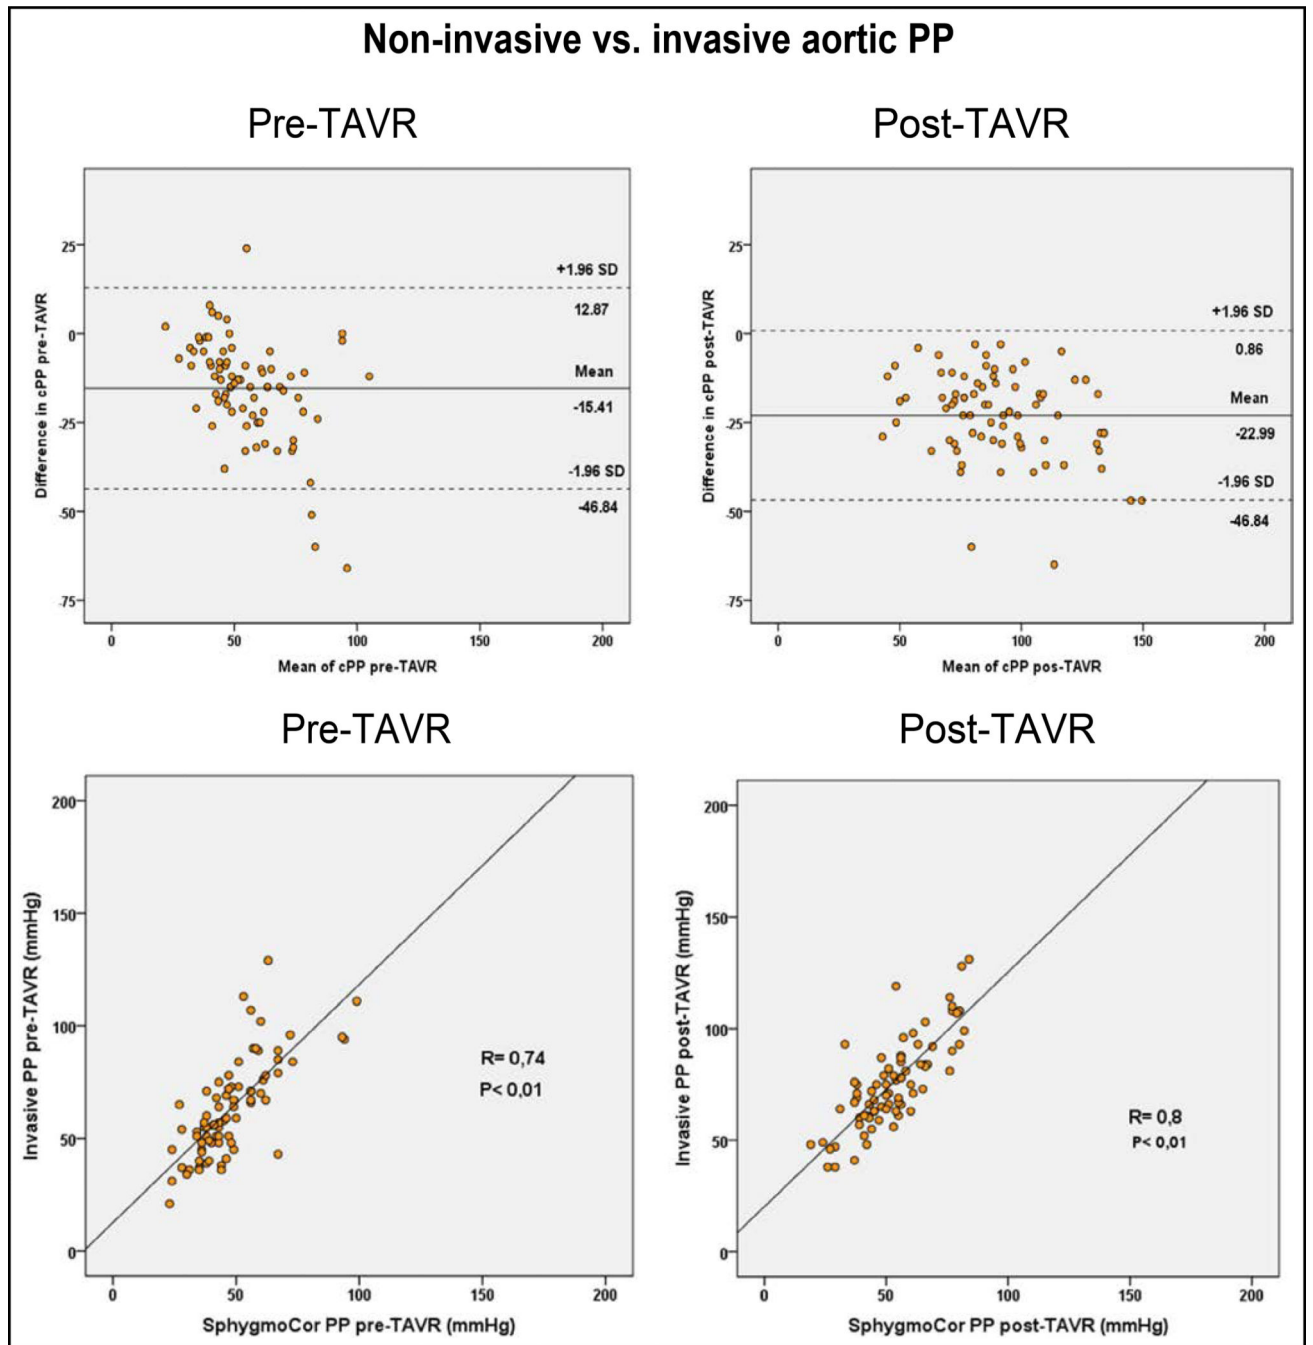 Non-invasive vs. invasive aortic PP
Pre-TAVR
Difference in cPP pre-TAVR
25
0
-25
-50
-75
+1.96 SD
12.87
Mean
-15.41
-1.96 SD
-46.84
0 50 100 150 200
Mean of cPP pre-TAVR
Post-TAVR
Difference in cPP post-TAVR
25
0
-25
-50
-75
+1.96 SD
0.86
Mean
-22.99
-1.96 SD
-46.84
0 50 100 150 200
Mean of cPP pos-TAVR
Pre-TAVR
Invasive PP pre-TAVR (mmHg)
200
150
100
50
0
R= 0,74
P< 0,01
0 50 100 150 200
SphygmoCor PP pre-TAVR (mmHg)
Post-TAVR
Invasive PP post-TAVR (mmHg)
200
150
100
50
0
R= 0,8
P< 0,01
0 50 100 150 200
SphygmoCor PP post-TAVR (mmHg)